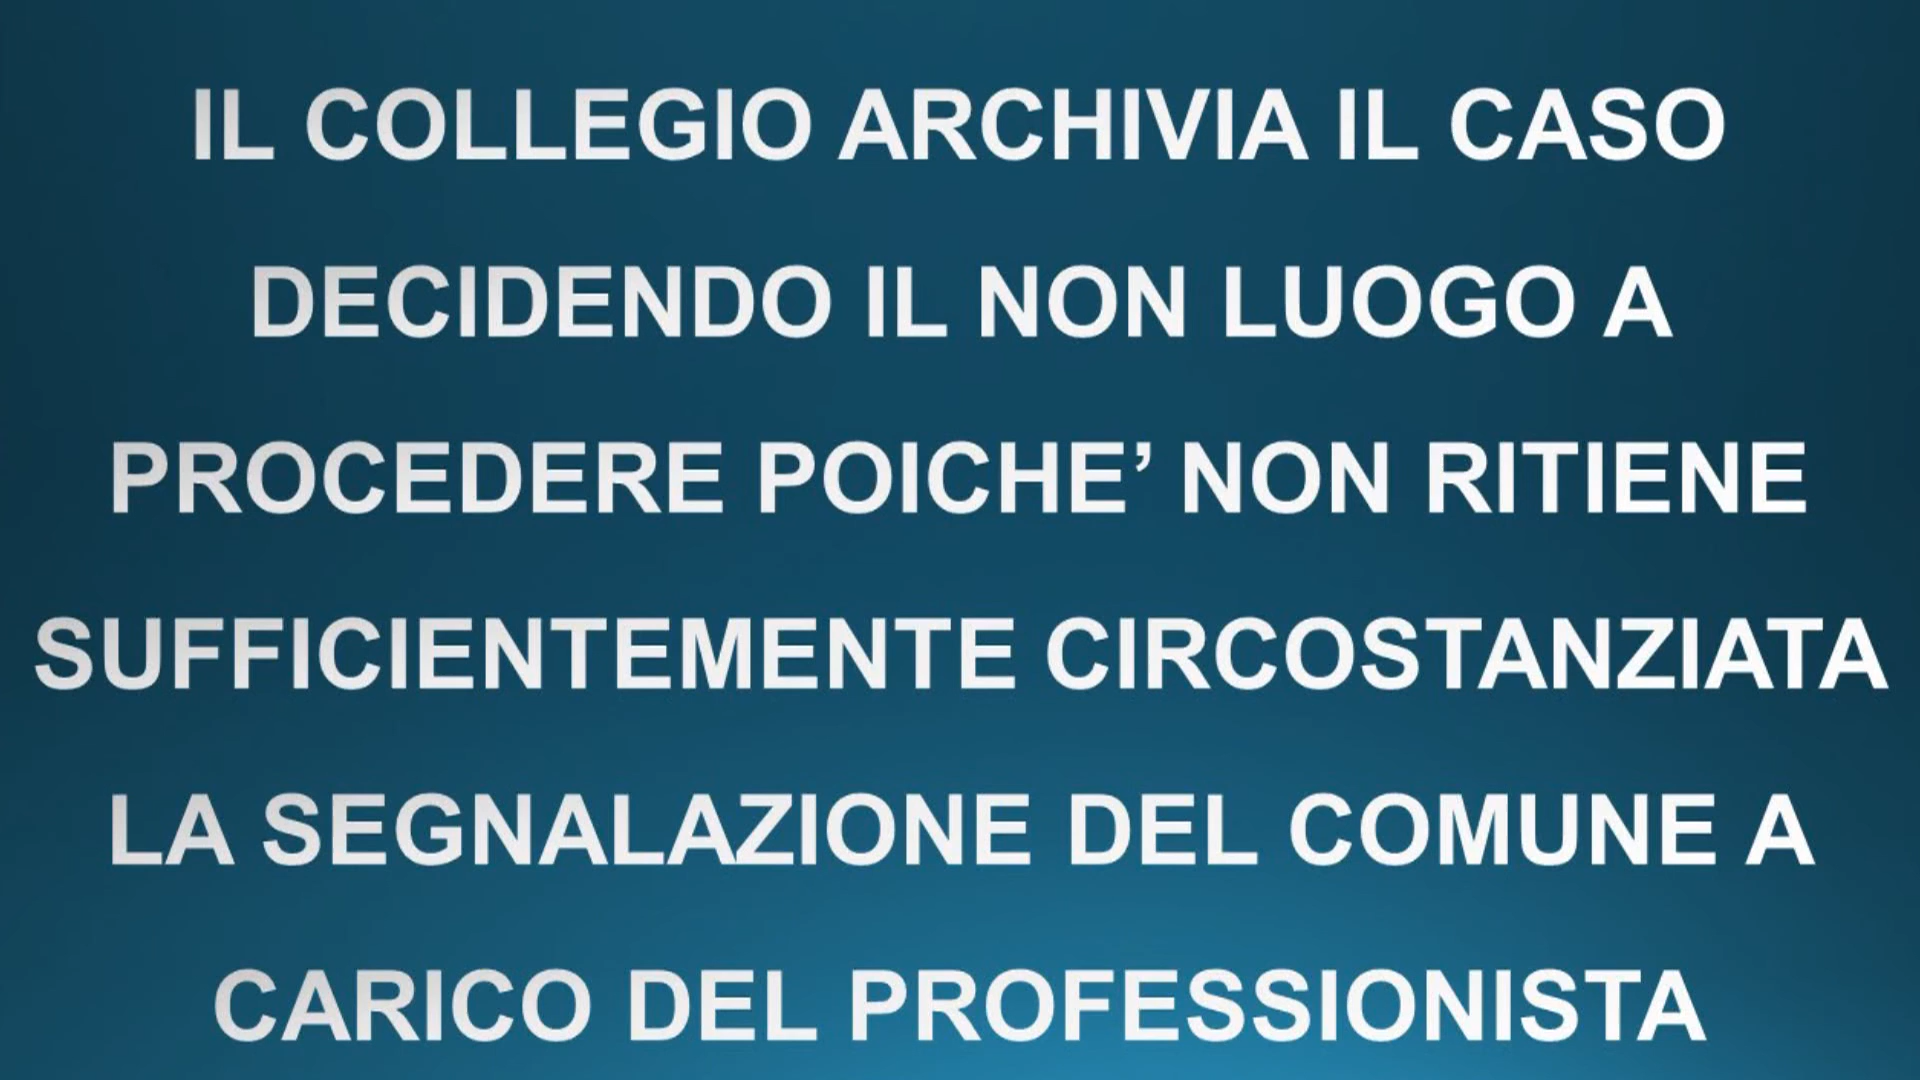 IL COLLEGIO ARCHIVIA IL CASO
DECIDENDO IL NON LUOGO A
PROCEDERE POICHE’ NON RITIENE
SUFFICIENTEMENTE CIRCOSTANZIATA
LA SEGNALAZIONE DEL COMUNE A
CARICO DEL PROFESSIONISTA